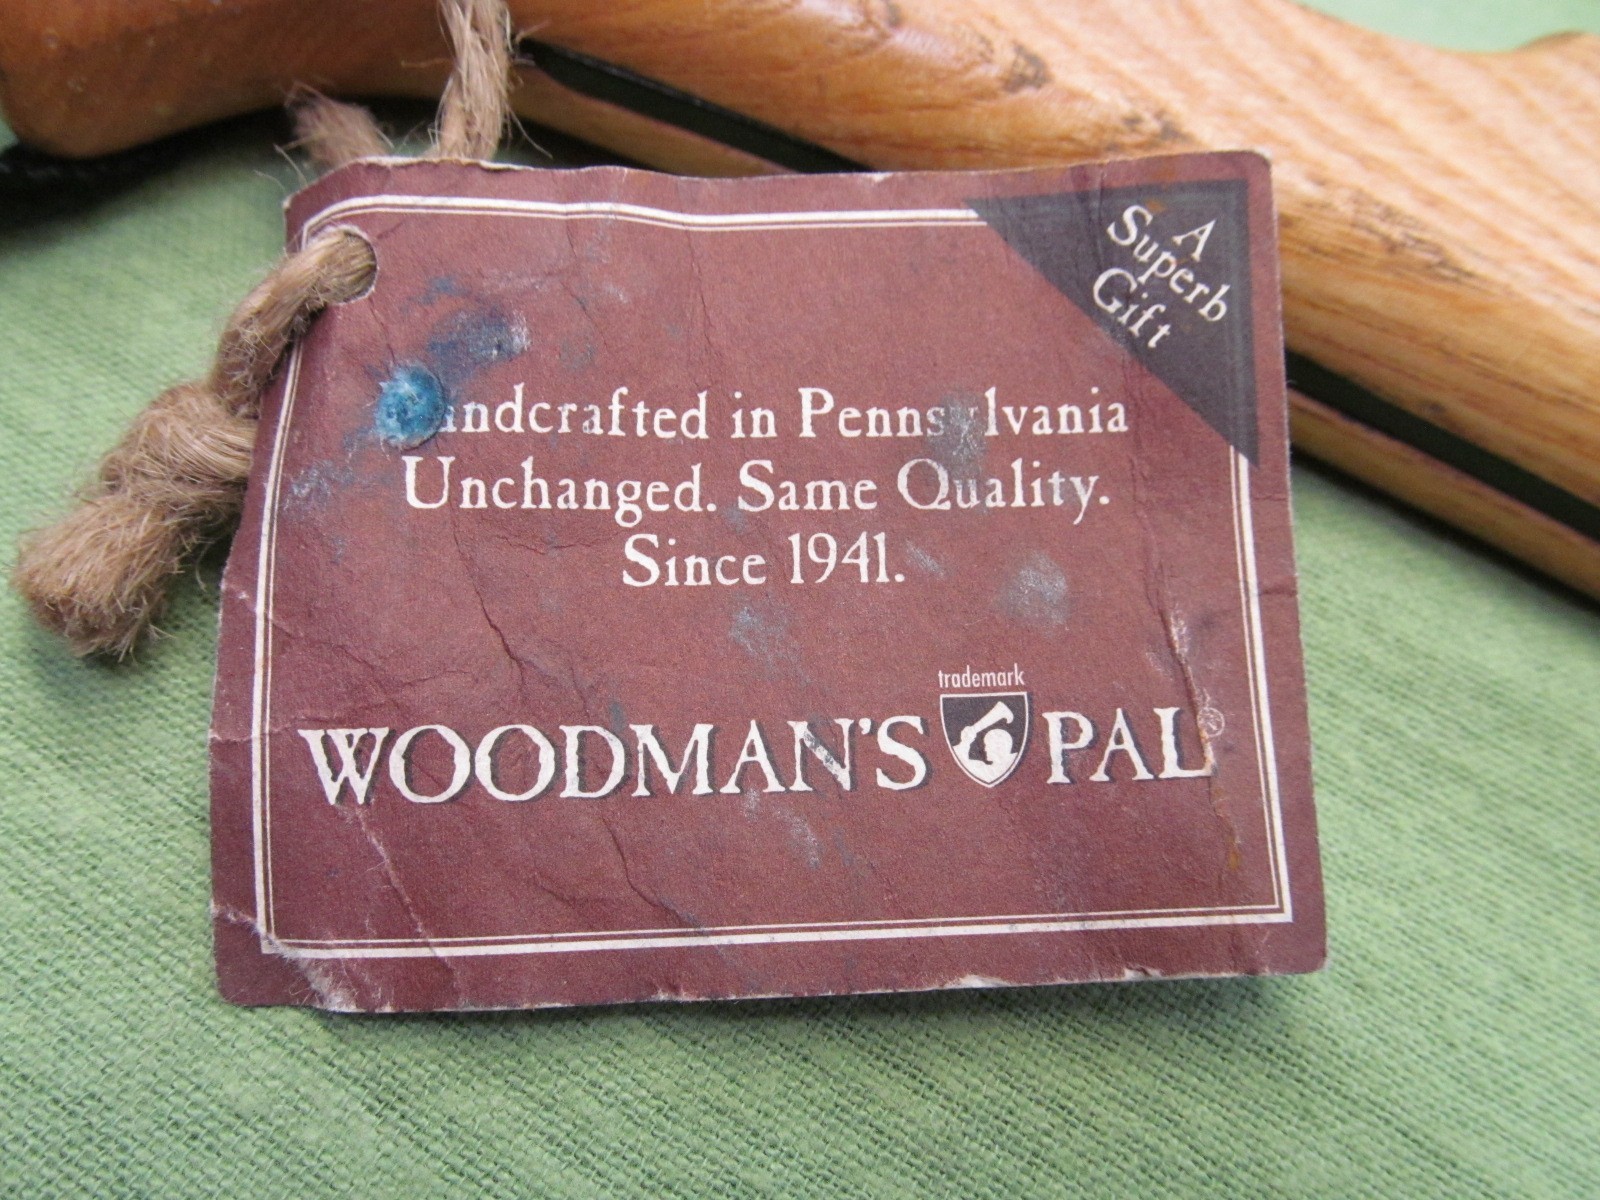 A
Superb
Gift
Handcrafted in Pennsylvania
Unchanged. Same Quality.
Since 1941.
trademark
WOODMAN'S PAL®